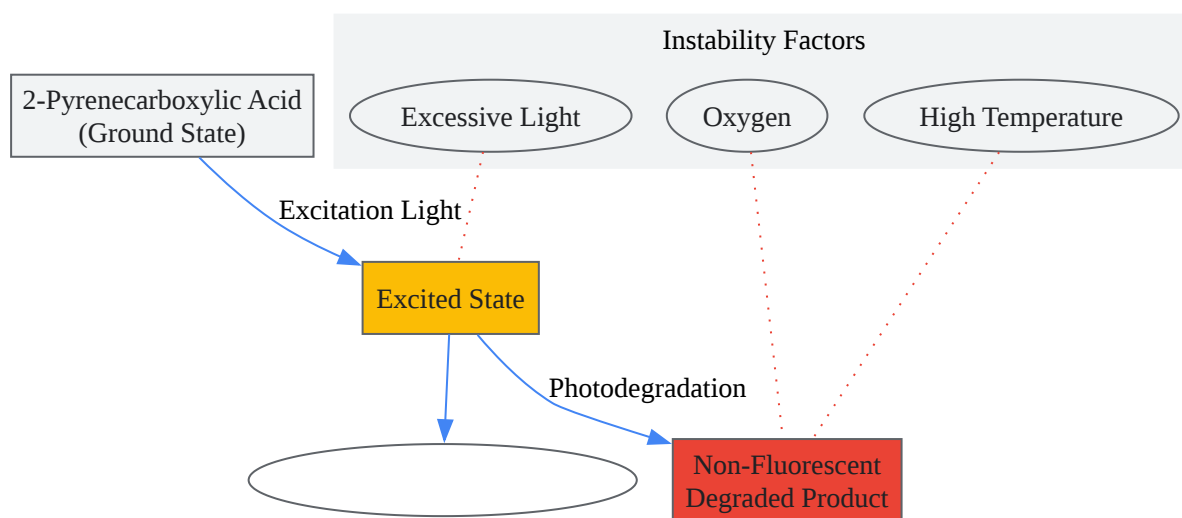 Instability Factors
2-Pyrenecarboxylic Acid
(Ground State)
Excessive Light
Oxygen
High Temperature
Excitation Light
Excited State
Photodegradation
Non-Fluorescent
Degraded Product